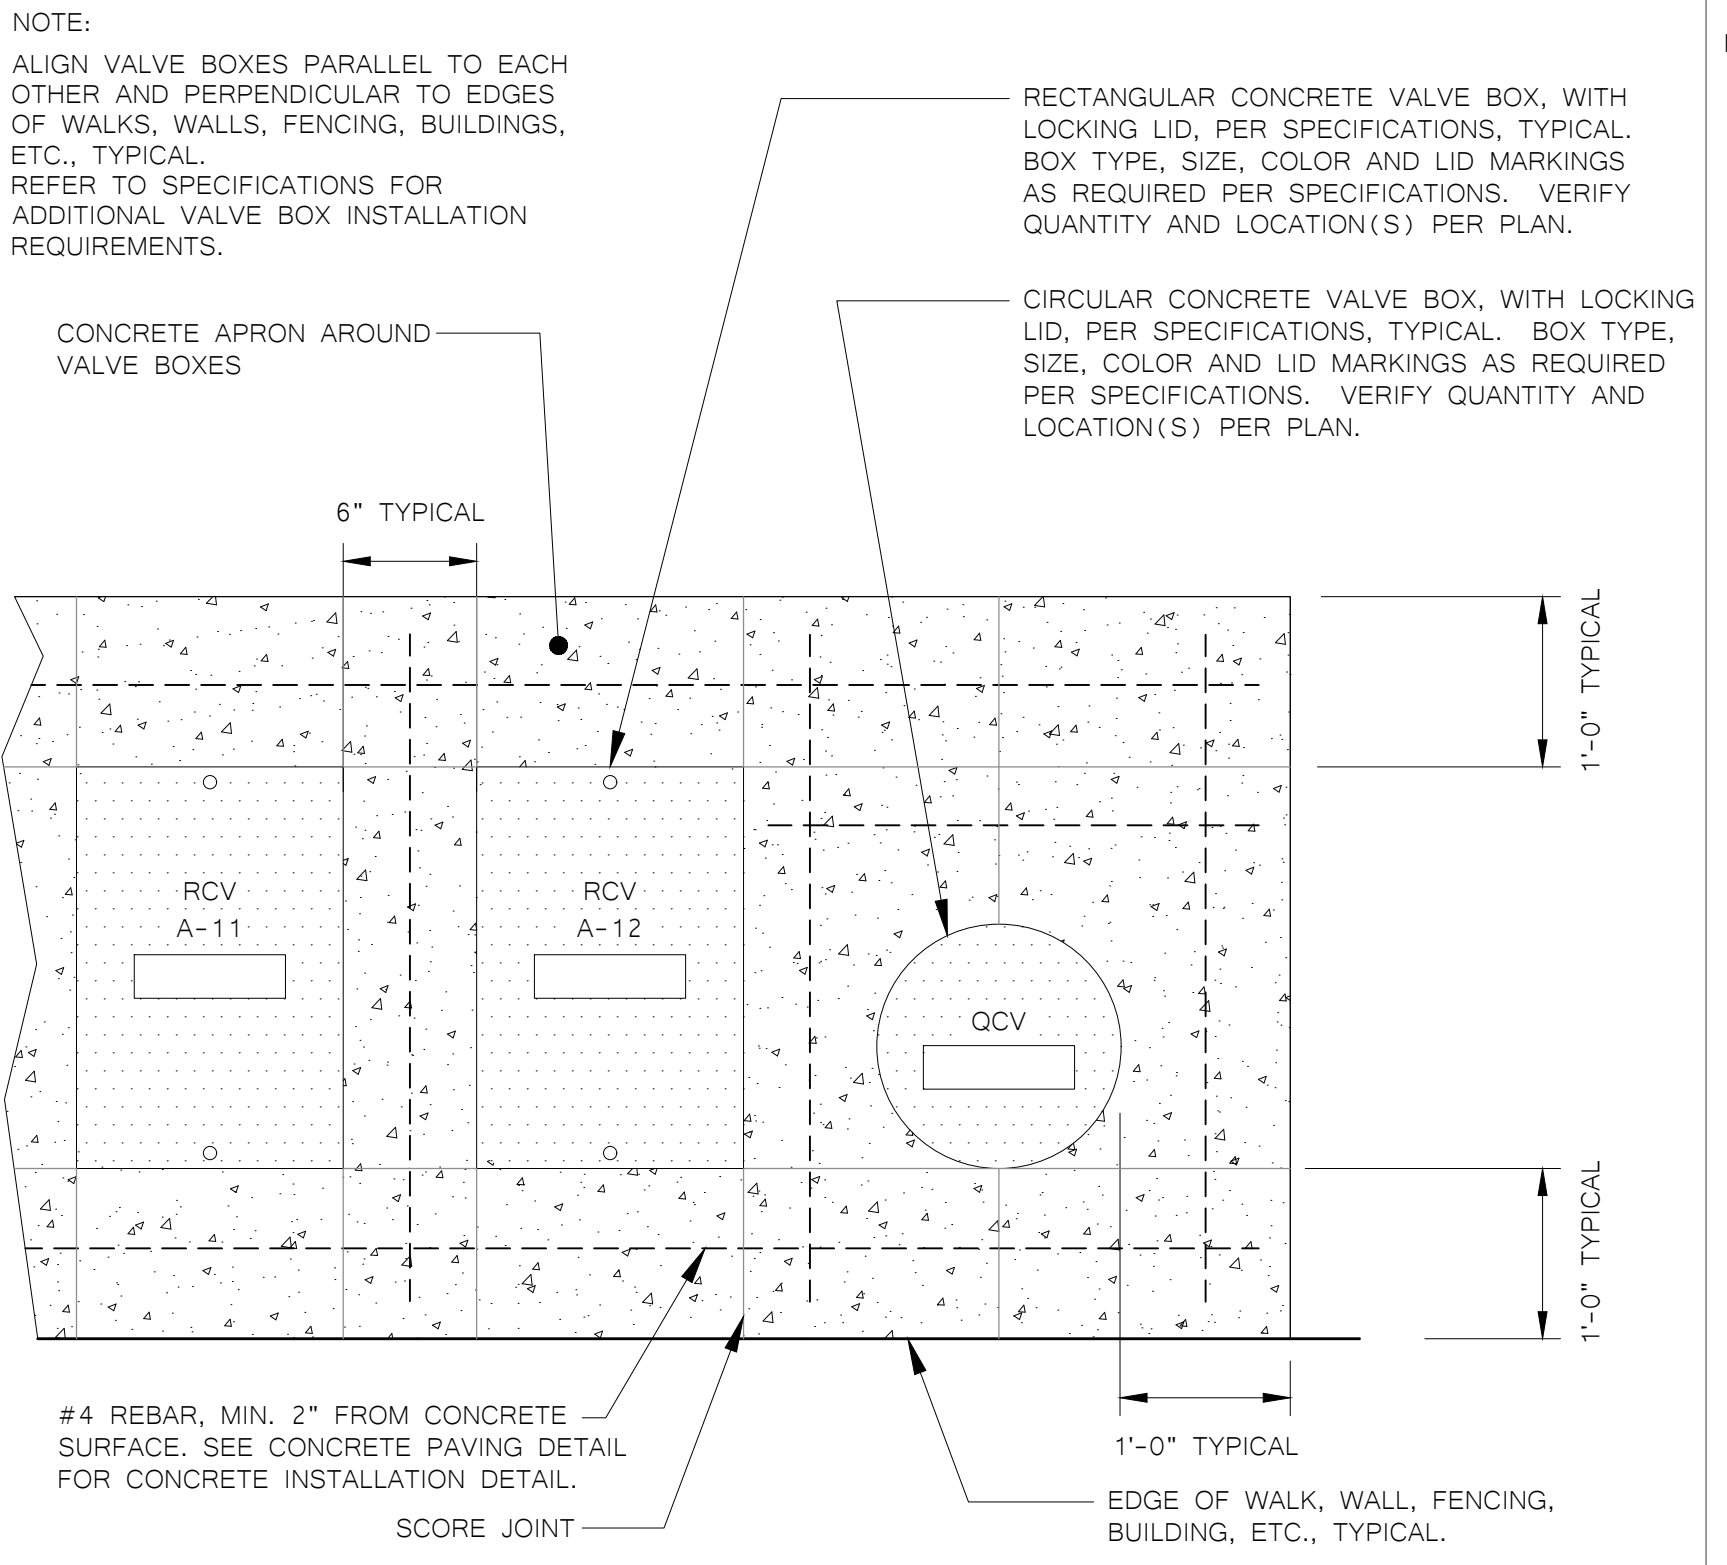 NOTE:
ALIGN VALVE BOXES PARALLEL TO EACH
OTHER AND PERPENDICULAR TO EDGES
OF WALKS, WALLS, FENCING, BUILDINGS,
ETC., TYPICAL.
REFER TO SPECIFICATIONS FOR
ADDITIONAL VALVE BOX INSTALLATION
REQUIREMENTS.
RECTANGULAR CONCRETE VALVE BOX, WITH
LOCKING LID, PER SPECIFICATIONS, TYPICAL.
BOX TYPE, SIZE, COLOR AND LID MARKINGS
AS REQUIRED PER SPECIFICATIONS. VERIFY
QUANTITY AND LOCATION(S) PER PLAN.
CIRCULAR CONCRETE VALVE BOX, WITH LOCKING
LID, PER SPECIFICATIONS, TYPICAL. BOX TYPE,
SIZE, COLOR AND LID MARKINGS AS REQUIRED
PER SPECIFICATIONS. VERIFY QUANTITY AND
LOCATION(S) PER PLAN.
CONCRETE APRON AROUND
VALVE BOXES
6" TYPICAL
1'-0" TYPICAL
RCV
A-11
RCV
A-12
QCV
1'-0" TYPICAL
1'-0" TYPICAL
#4 REBAR, MIN. 2" FROM CONCRETE
SURFACE. SEE CONCRETE PAVING DETAIL
FOR CONCRETE INSTALLATION DETAIL.
SCORE JOINT
EDGE OF WALK, WALL, FENCING,
BUILDING, ETC., TYPICAL.